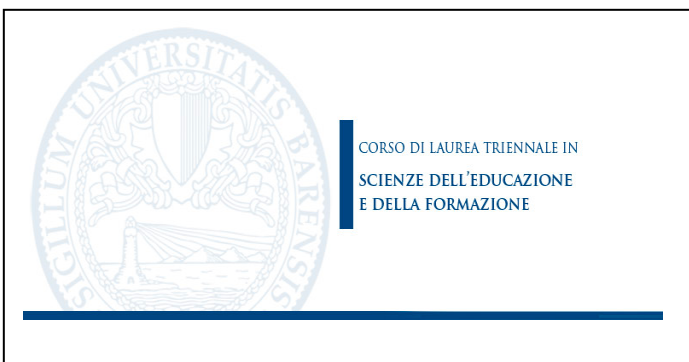 SIGILLUM UNIVERSITATIS BARENSIS
CORSO DI LAUREA TRIENNALE IN
SCIENZE DELL'EDUCAZIONE
E DELLA FORMAZIONE